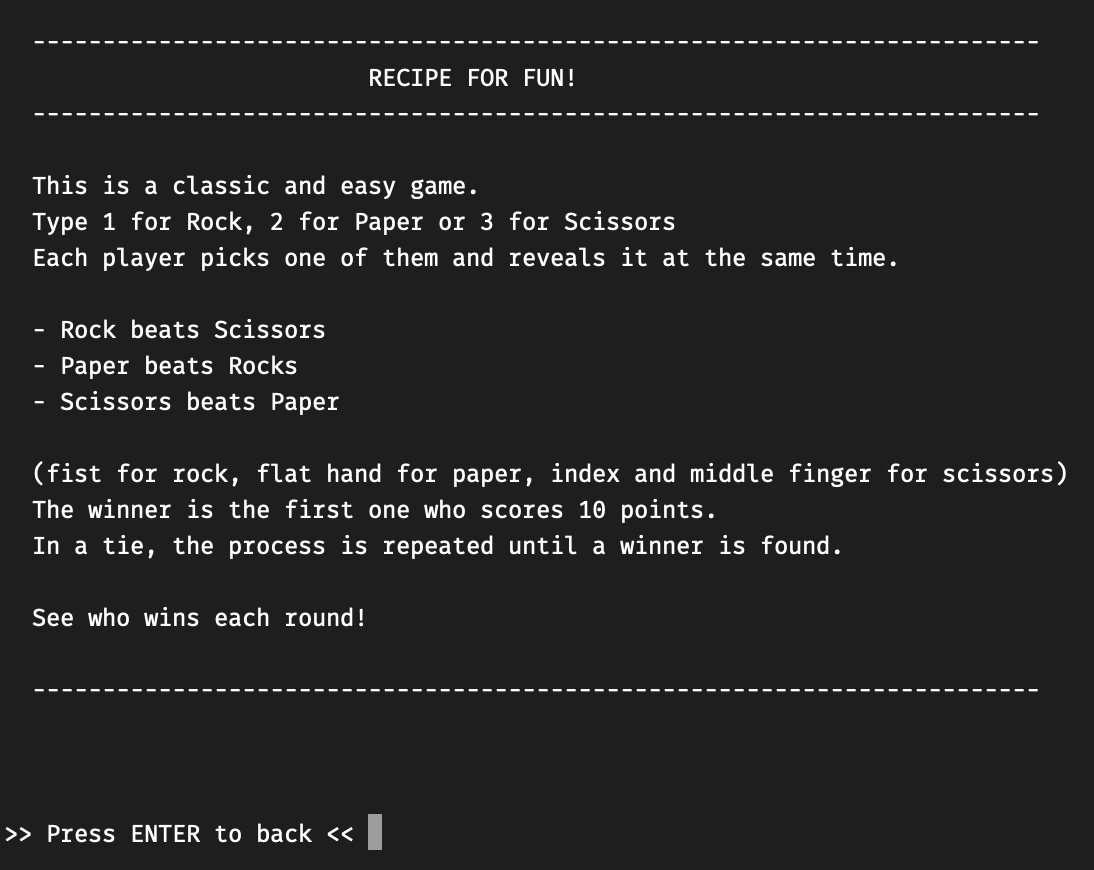 ------------------------------------------------------------------------
RECIPE FOR FUN!
------------------------------------------------------------------------
This is a classic and easy game.
Type 1 for Rock, 2 for Paper or 3 for Scissors
Each player picks one of them and reveals it at the same time.
- Rock beats Scissors
- Paper beats Rocks
- Scissors beats Paper
(fist for rock, flat hand for paper, index and middle finger for scissors)
The winner is the first one who scores 10 points.
In a tie, the process is repeated until a winner is found.
See who wins each round!
------------------------------------------------------------------------
>> Press ENTER to back <<